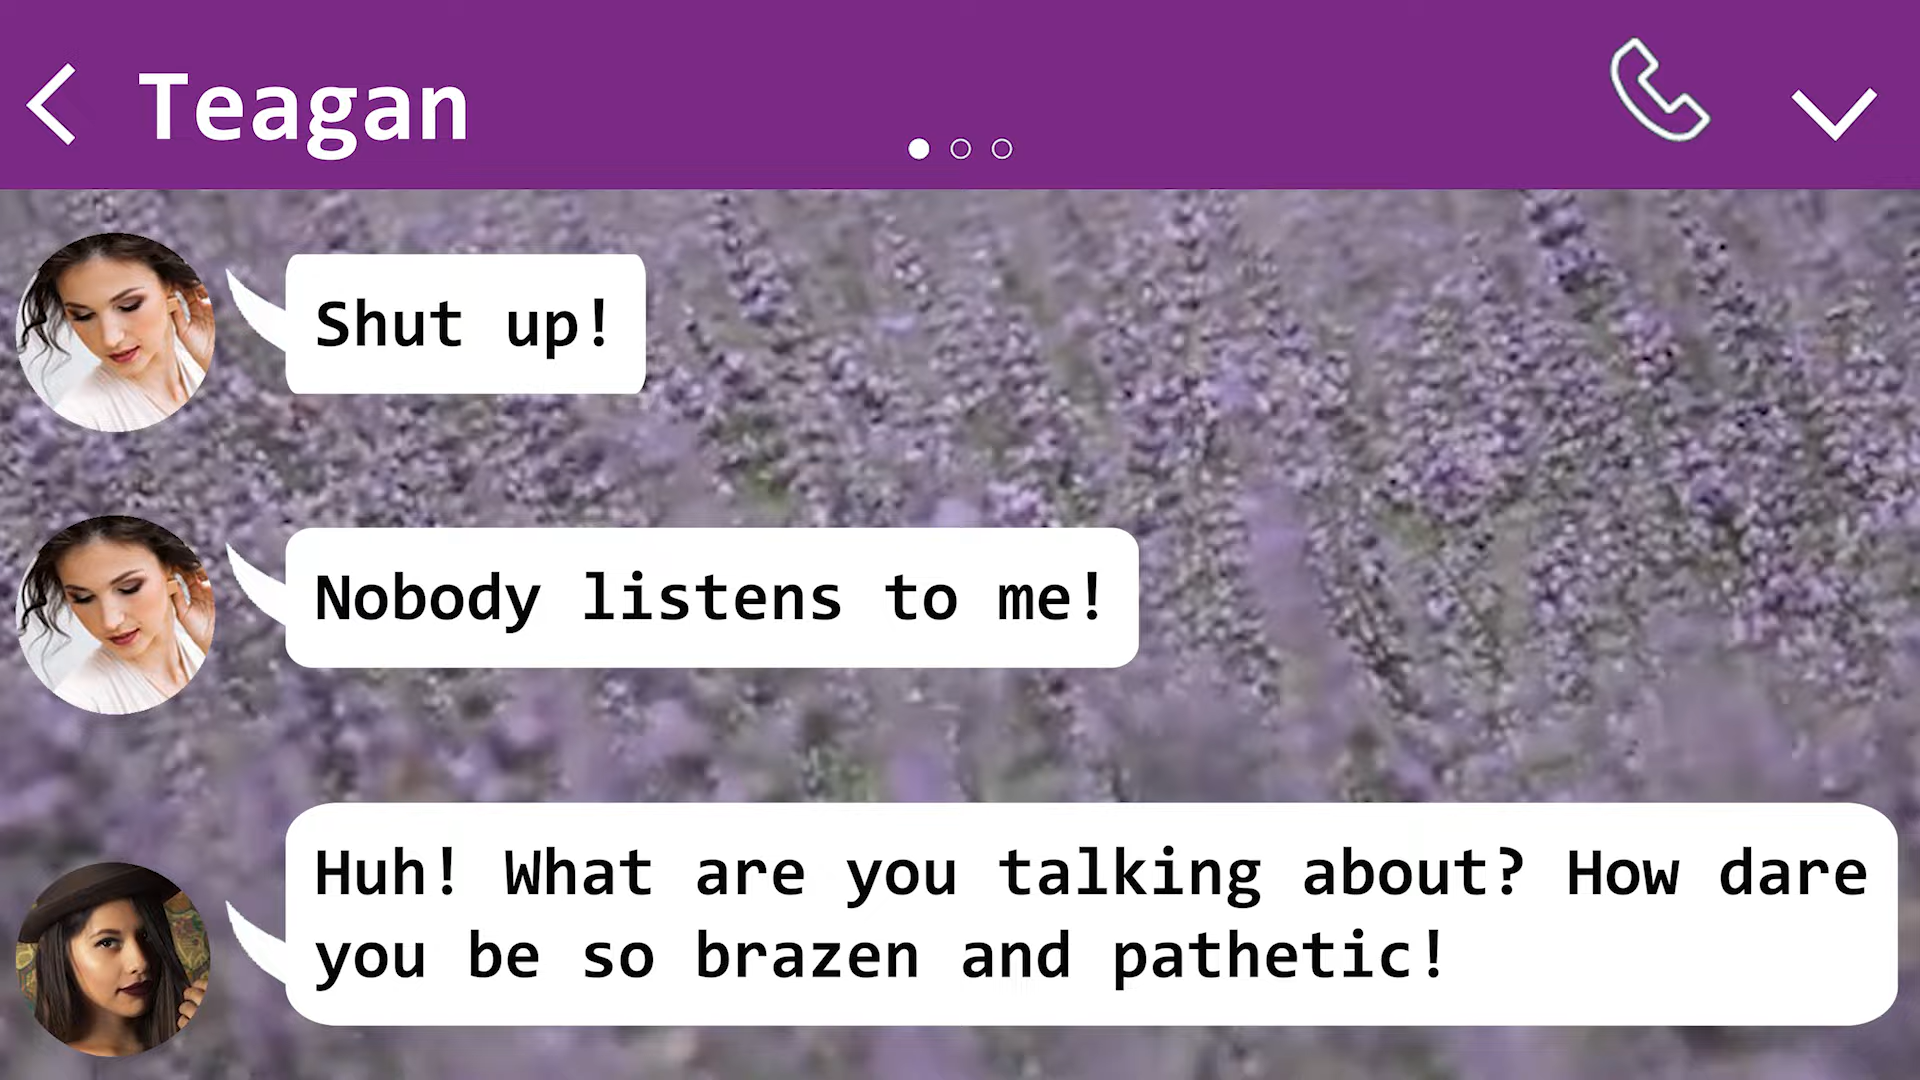 Teagan
Shut up!
Nobody listens to me!
Huh! What are you talking about? How dare
you be so brazen and pathetic!